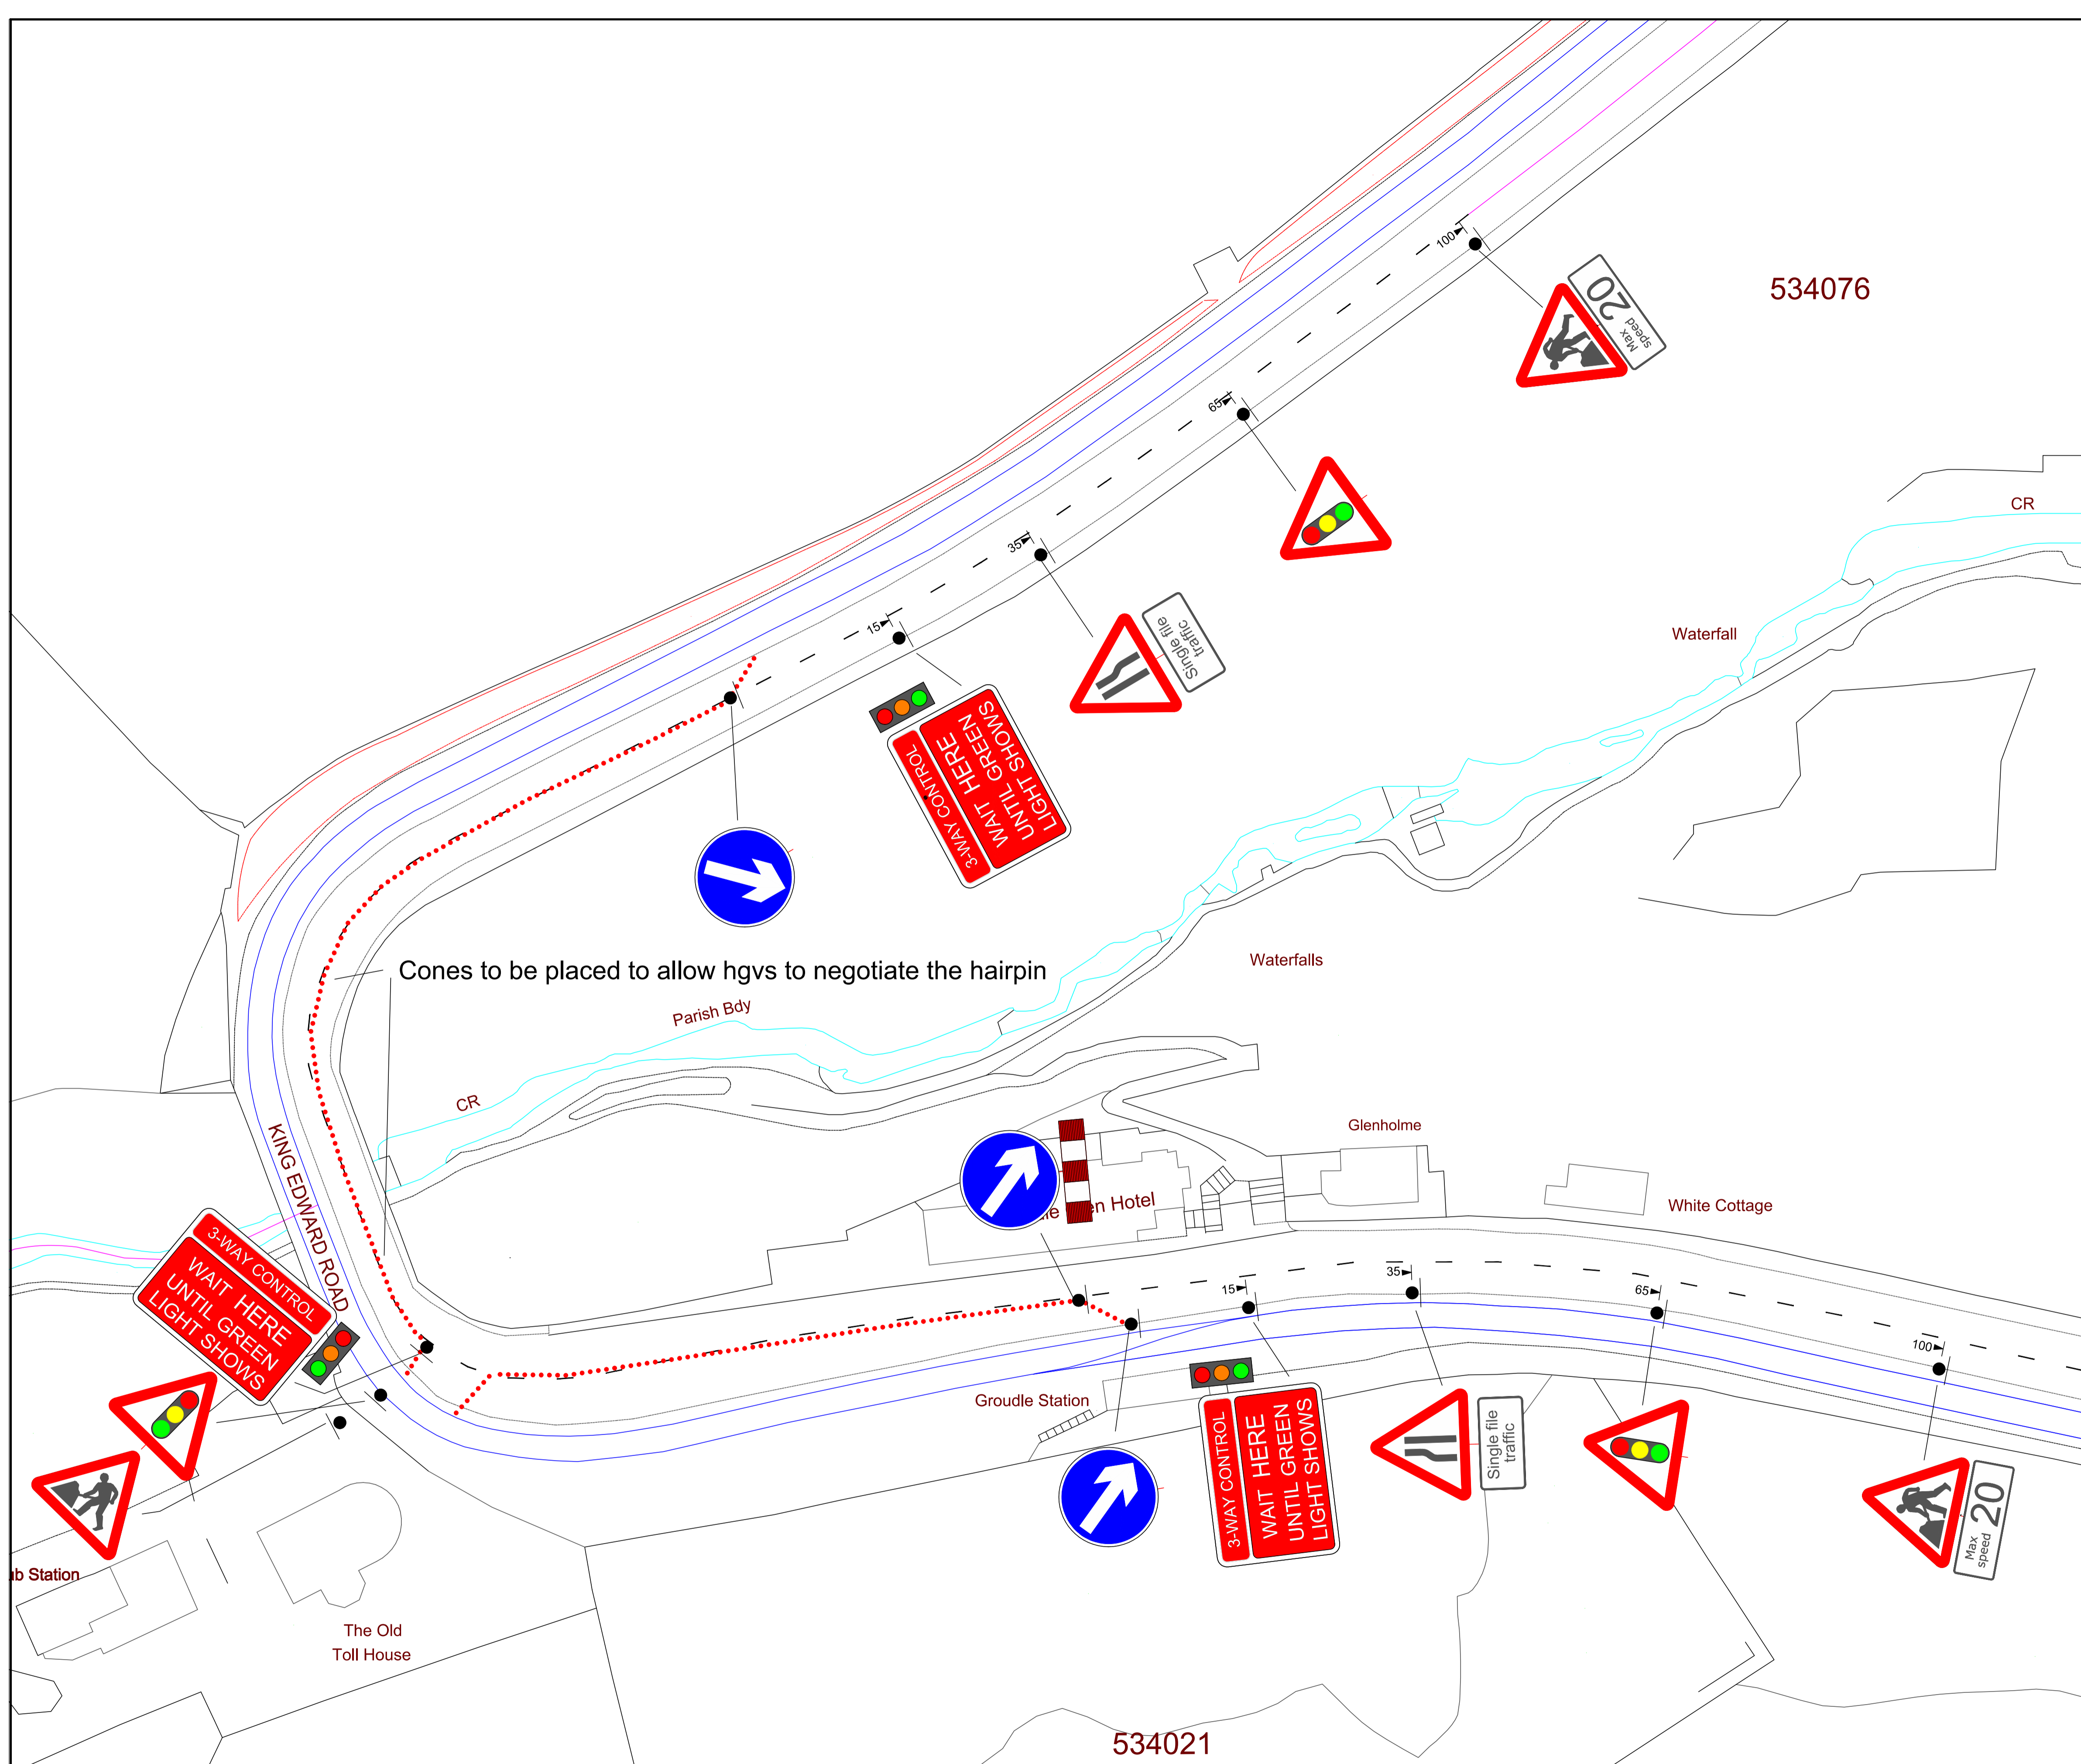 534076
100
Max
speed
20
65
CR
35
15
Single file
traffic
Waterfall
3-WAY CONTROL
WAIT HERE
UNTIL GREEN
LIGHT SHOWS
Waterfalls
Cones to be placed to allow hgvs to negotiate the hairpin
Parish Bdy
CR
KING EDWARD ROAD
Glenholme
Hotel
White Cottage
3-WAY CONTROL
WAIT HERE
UNTIL GREEN
LIGHT SHOWS
15
35
65
100
Groudle Station
3-WAY CONTROL
WAIT HERE
UNTIL GREEN
LIGHT SHOWS
Single file
traffic
Max
speed
20
ub Station
The Old
Toll House
534021